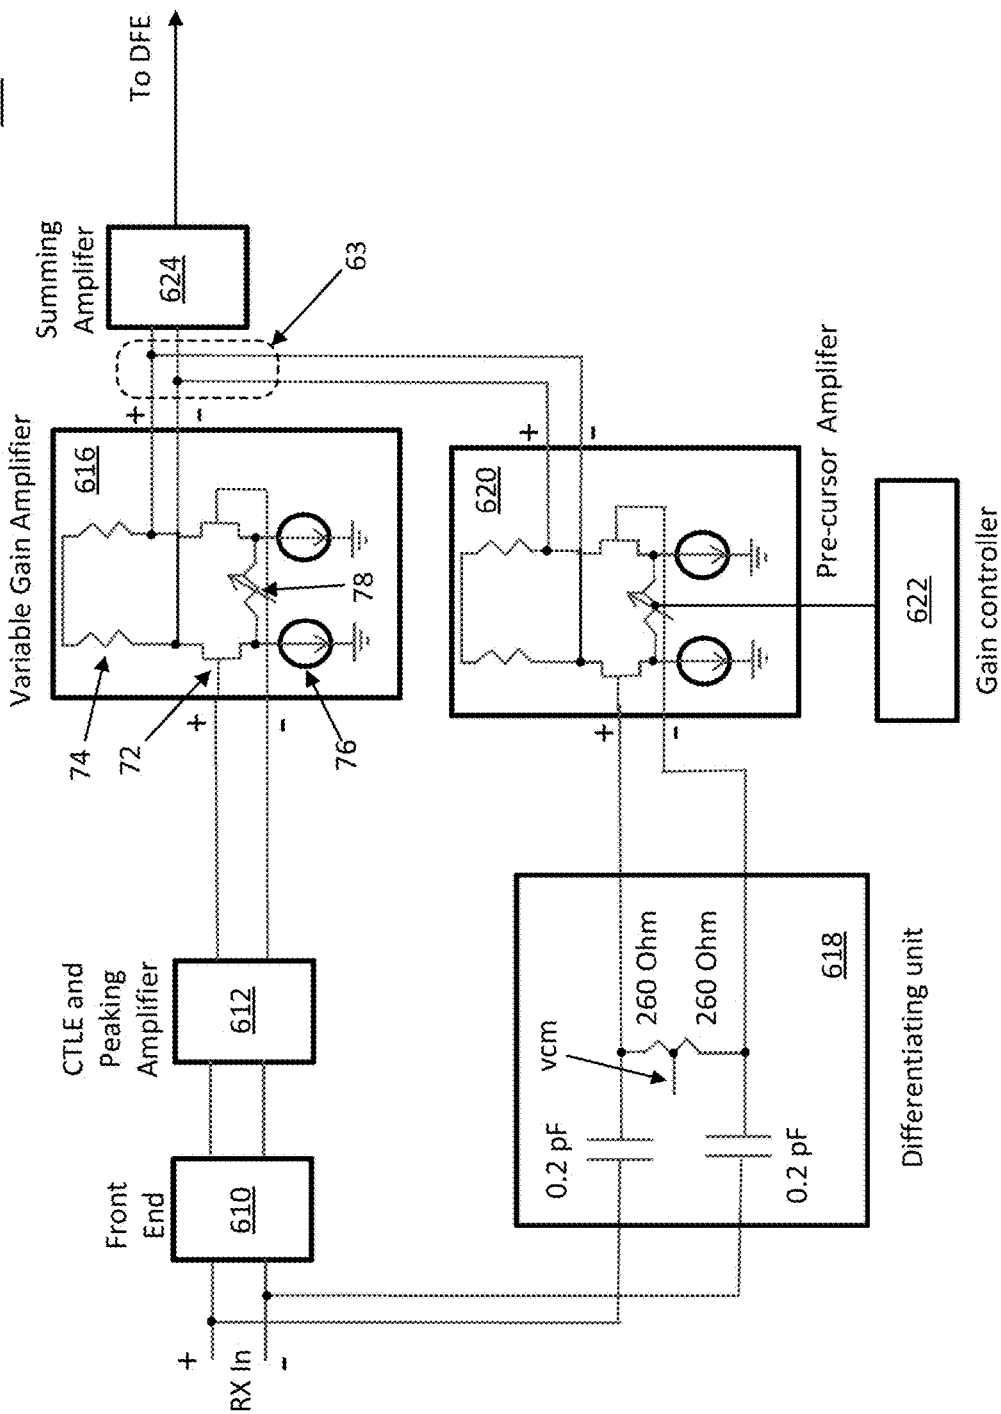 To DFE
Summing
Amplifer
624
63
Variable Gain Amplifier
+
-
616
74
72
78
76
+
-
CTLE and
Peaking
Amplifier
612
Front
End
610
+
RX In
-
+
-
620
Pre-cursor Amplifer
+
-
622
Gain controller
vcm
260 Ohm
260 Ohm
0.2 pF
0.2 pF
618
Differentiating unit